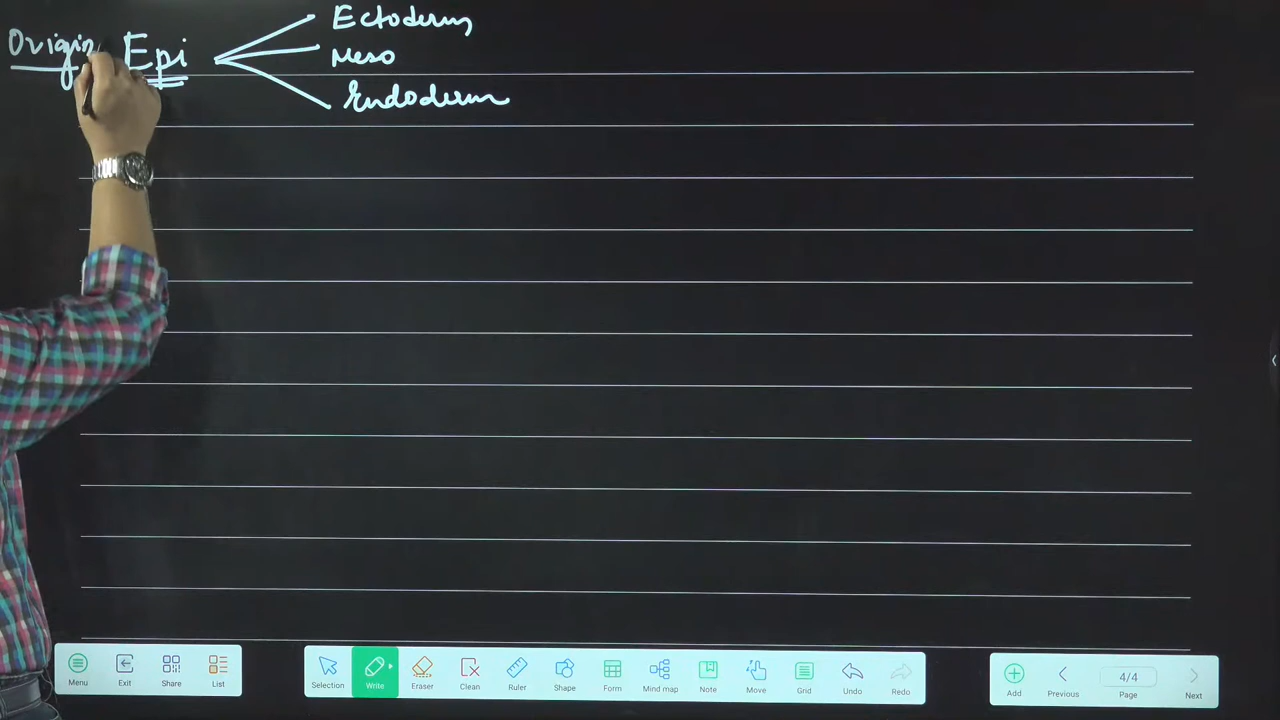 Ectoderm
Origin Epi
Meso
Endoderm
Menu Exit Share List
Selection Write Eraser Clean Ruler Shape Form Mind map Note Move Grid Undo Redo
Add Previous 4/4 Page Next